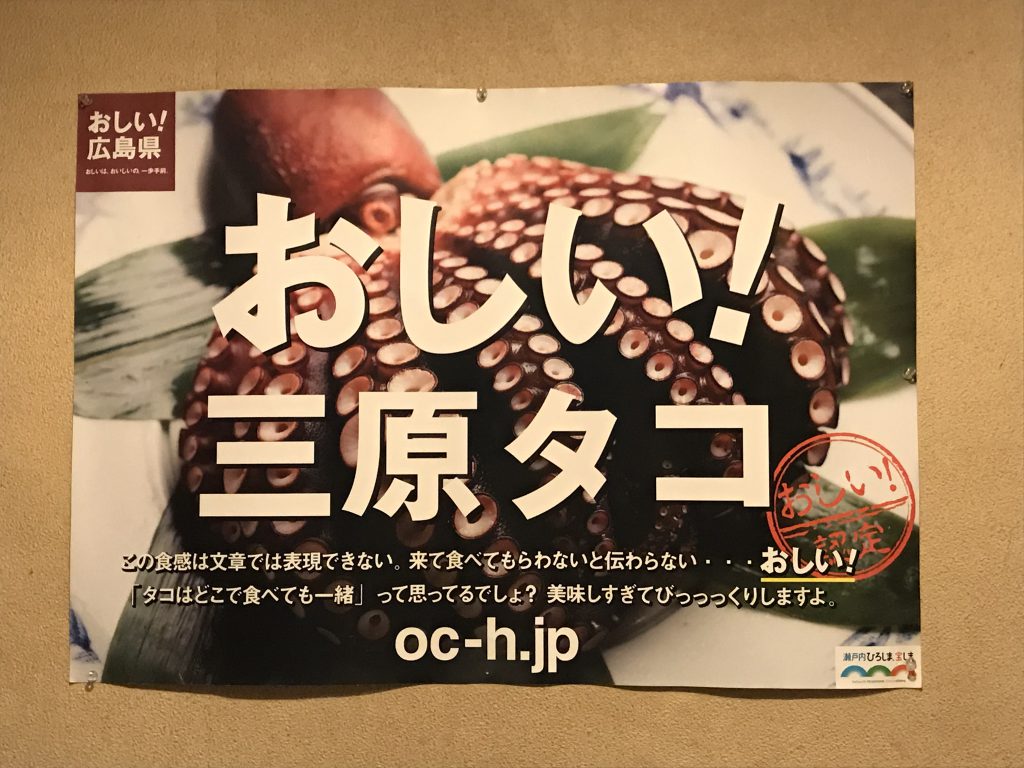 おしい!
広島県
おしいは、おいしいの、一歩手前。
おしい!
三原タコ
おしい!
認定
この食感は文章では表現できない。来て食べてもらわないと伝わらない・・・おしい!
「タコはどこで食べても一緒」って思ってるでしょ? 美味しすぎてびっっっくりしますよ。
oc-h.jp
瀬戸内ひろしま、宝しま